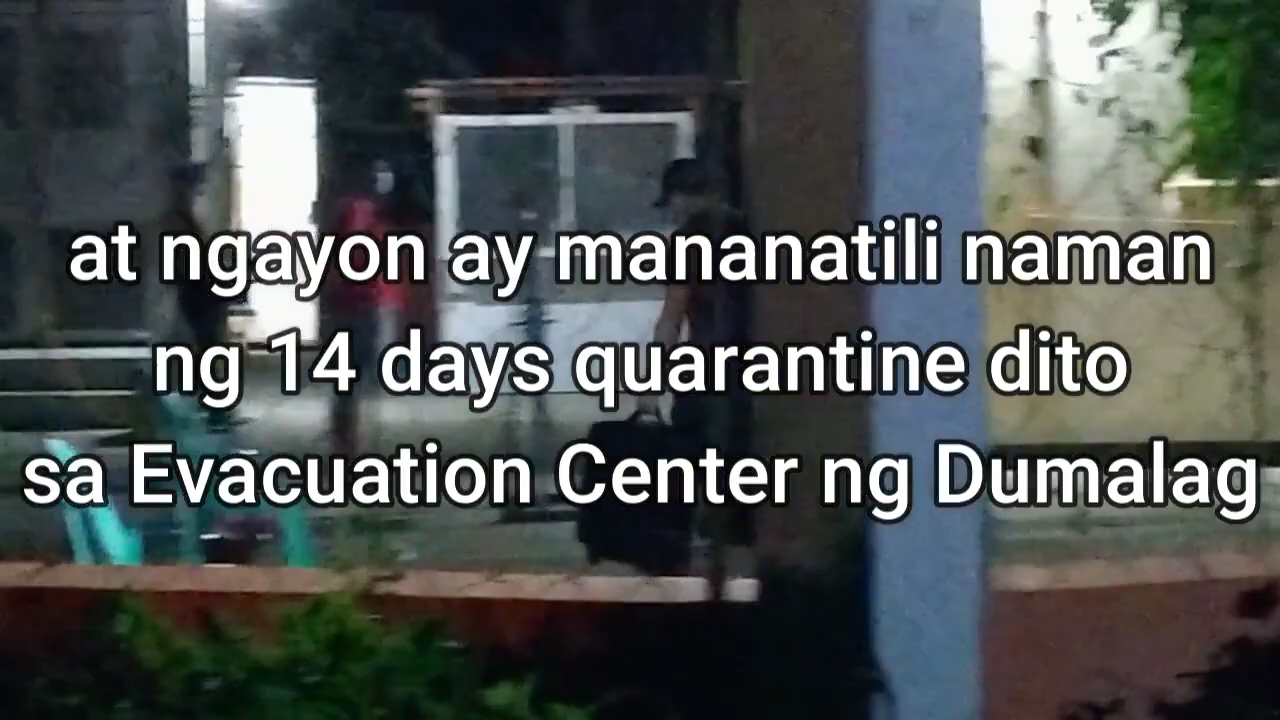 at ngayon ay mananatili naman
ng 14 days quarantine dito
sa Evacuation Center ng Dumalag